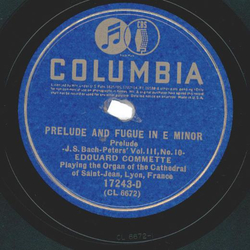 CBS
COLUMBIA
PRELUDE AND FUGUE IN E MINOR
Prelude
-J.S. Bach-Peters' Vol. III, No. 10-
EDOUARD COMMETTE
Playing the Organ of the Cathedral
of Saint-Jean, Lyon, France
17243-D
(CL 6672)